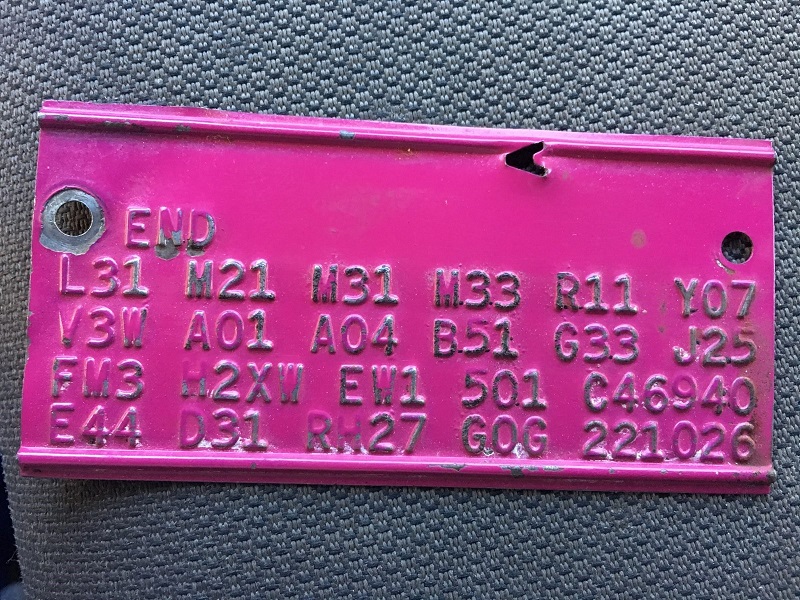 END
L31 M21 M31 M33 R11 Y07
V3W A01 A04 B51 G33 J25
FM3 H2XW EW1 501 C46940
E44 D31 RH27 G0G 221026